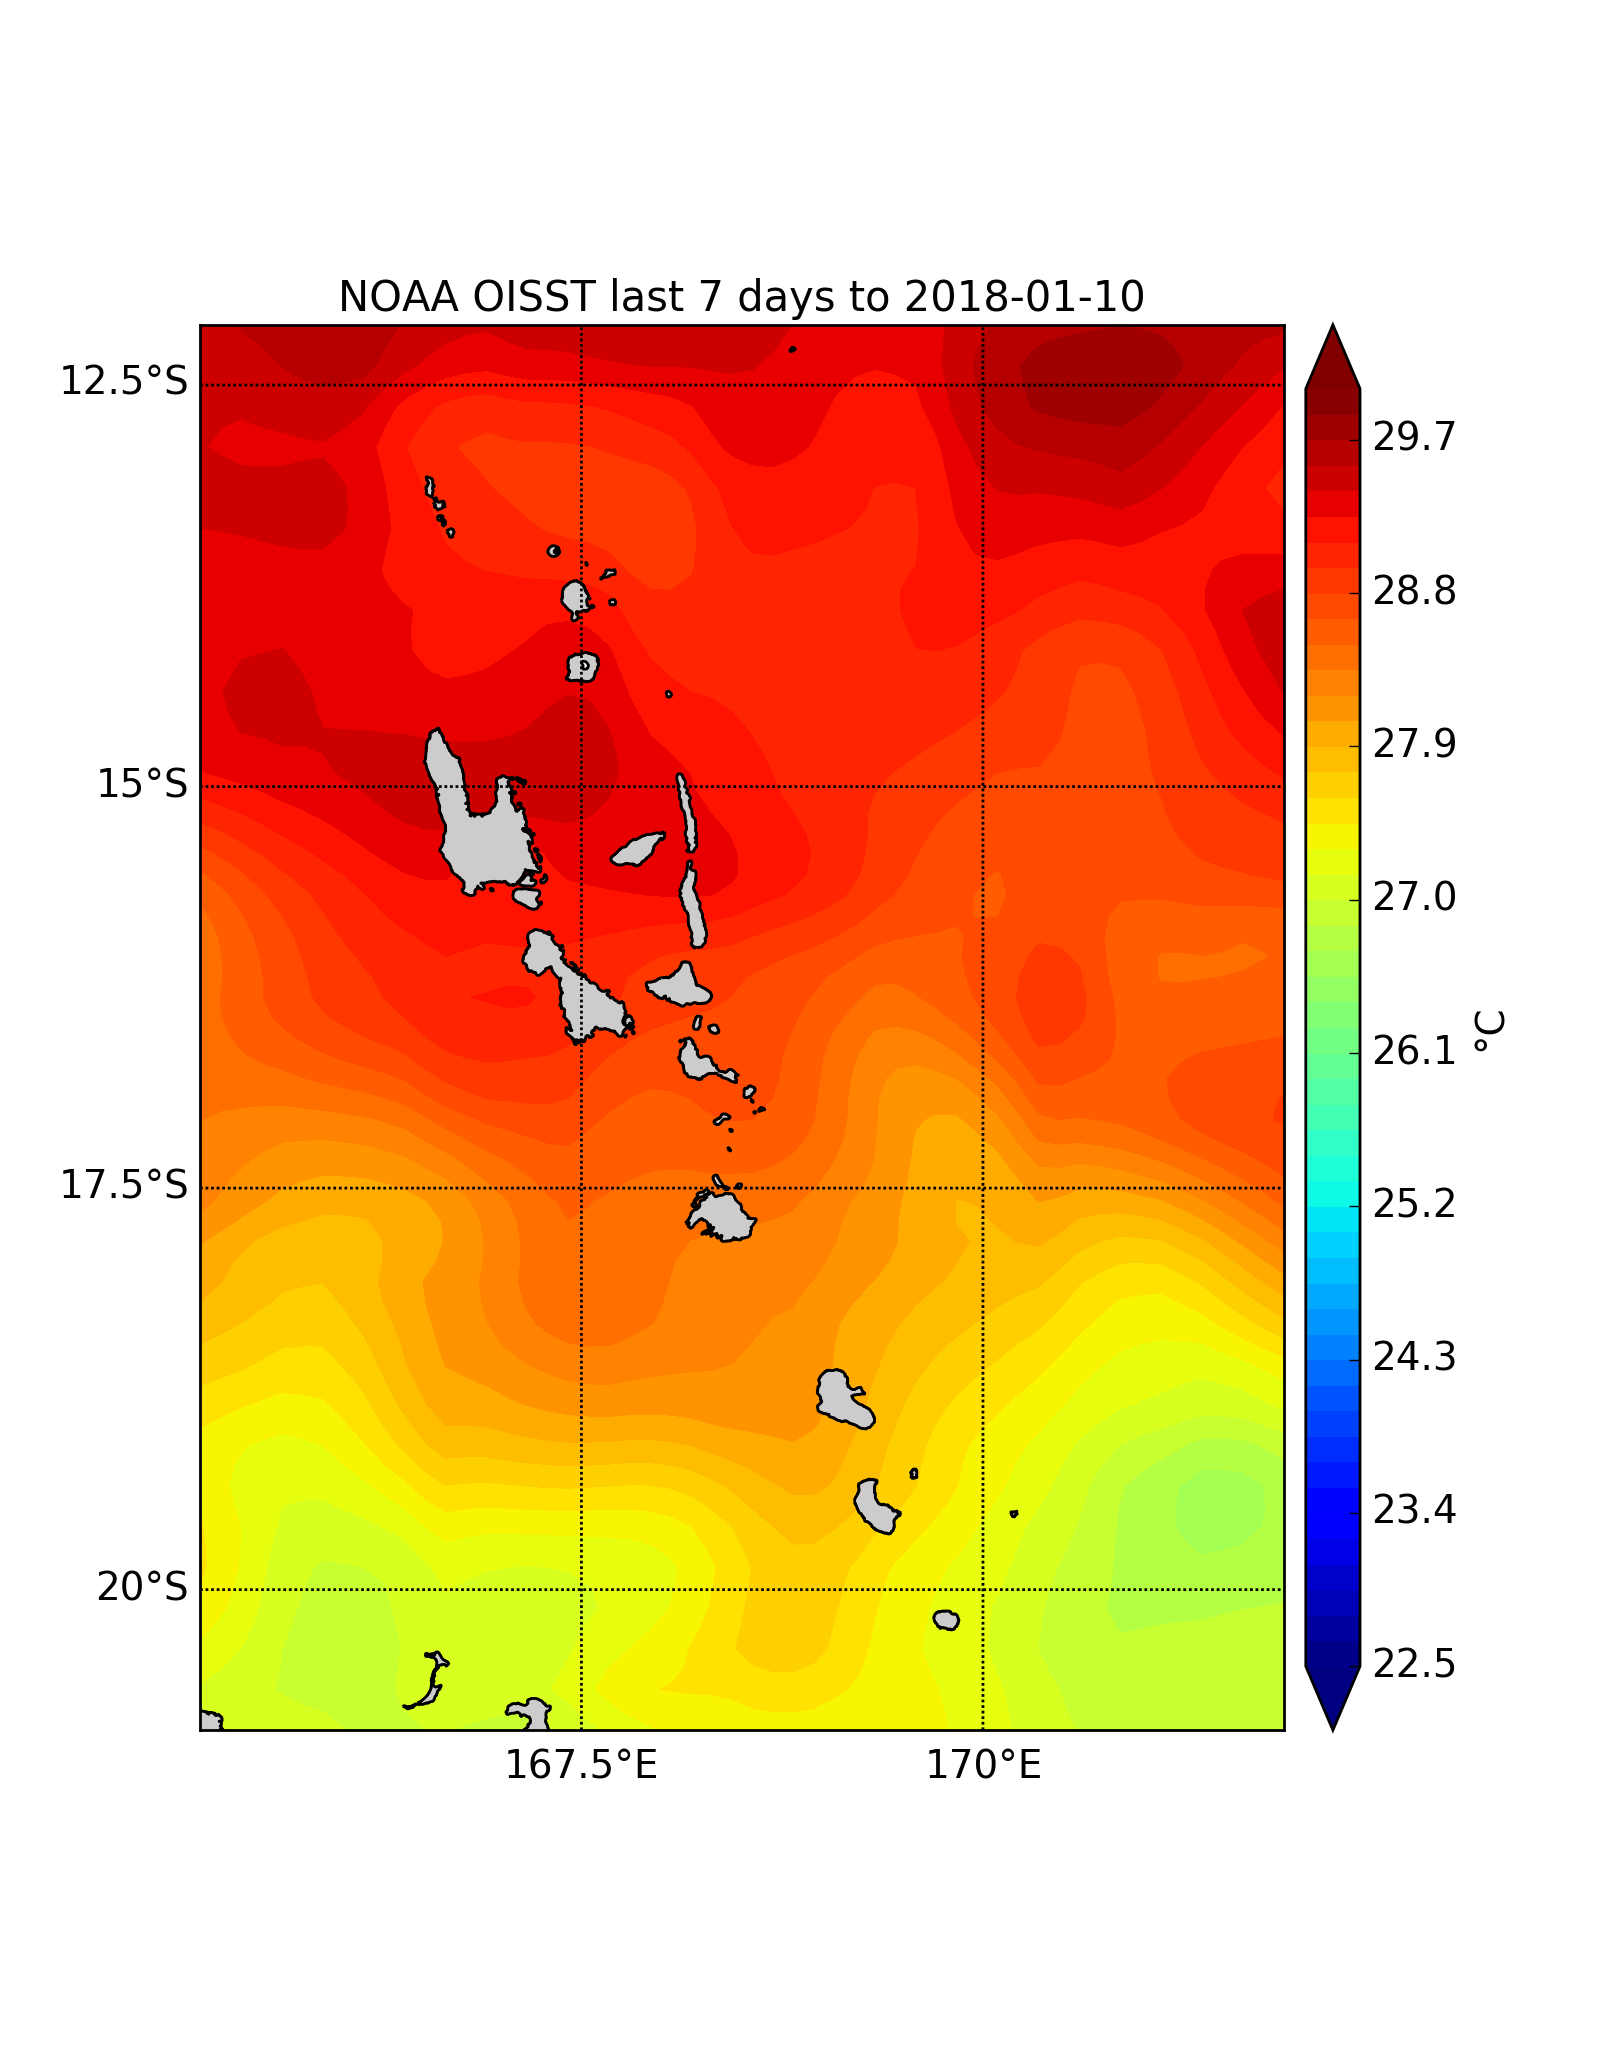 NOAA OISST last 7 days to 2018-01-10
12.5°S
15°S
17.5°S
20°S
167.5°E
170°E
29.7
28.8
27.9
27.0
26.1
25.2
24.3
23.4
22.5
°C